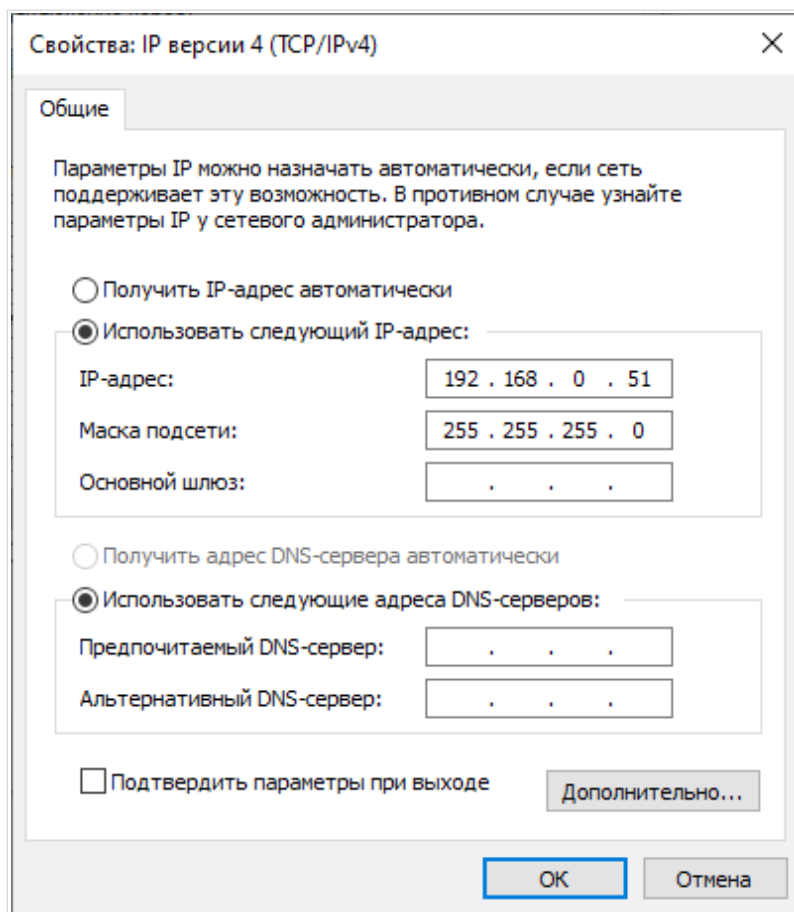 Свойства: IP версии 4 (TCP/IPv4)
Общие
Параметры IP можно назначать автоматически, если сеть
поддерживает эту возможность. В противном случае узнайте
параметры IP у сетевого администратора.
Получить IP-адрес автоматически
Использовать следующий IP-адрес:
IP-адрес: 192 . 168 . 0 . 51
Маска подсети: 255 . 255 . 255 . 0
Основной шлюз: . . .
Получить адрес DNS-сервера автоматически
Использовать следующие адреса DNS-серверов:
Предпочитаемый DNS-сервер: . . .
Альтернативный DNS-сервер: . . .
Подтвердить параметры при выходе
Дополнительно...
ОК
Отмена